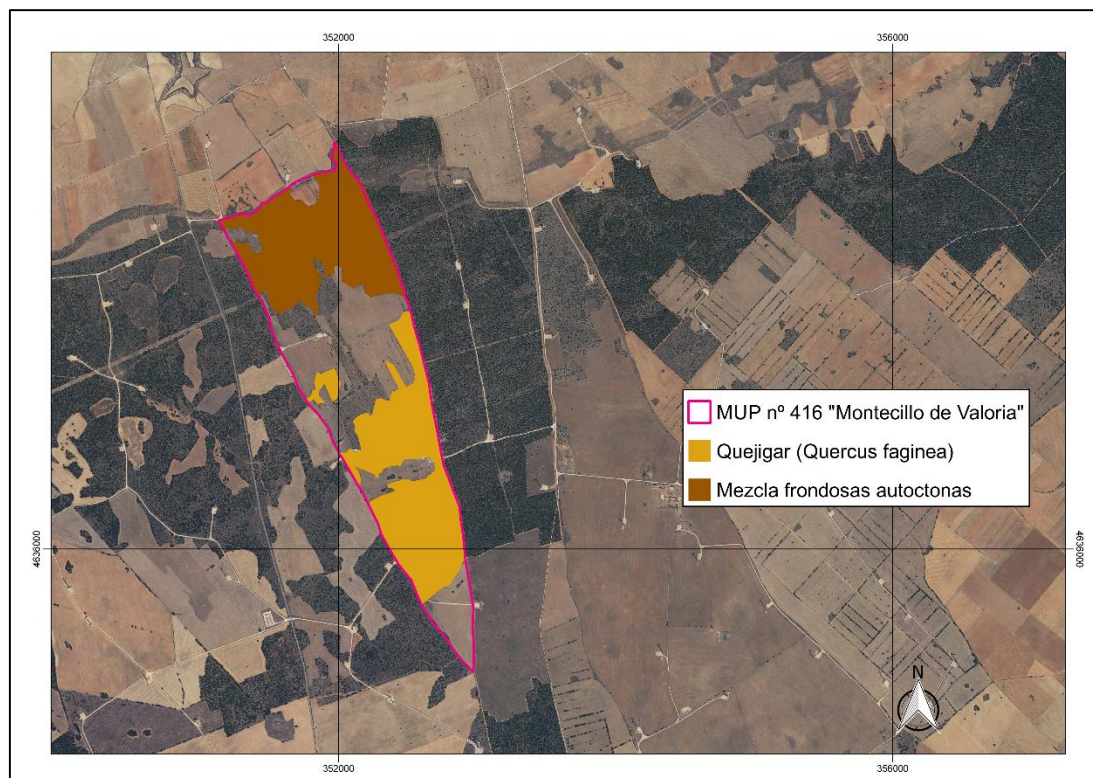 352000
356000
MUP nº 416 "Montecillo de Valoria"
Quejigar (Quercus faginea)
Mezcla frondosas autoctonas
4636000
4636000
N
352000
356000